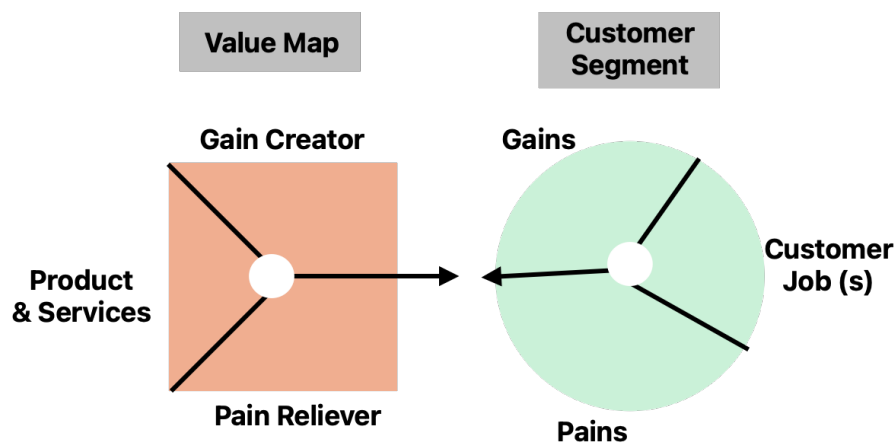 Value Map
Customer
Segment
Gain Creator
Gains
Product
& Services
Customer
Job (s)
Pain Reliever
Pains